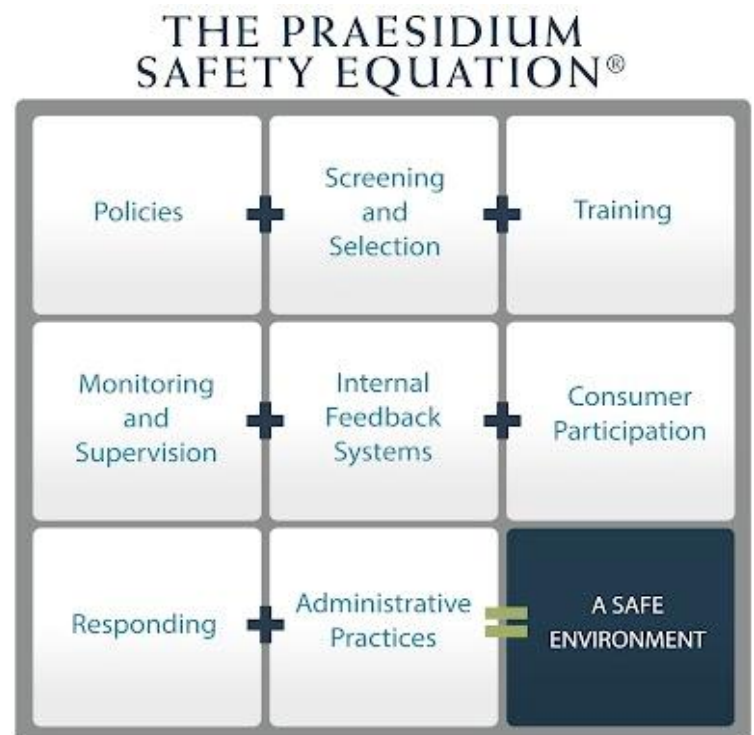 THE PRAESIDIUM
SAFETY EQUATION®
Policies
+
Screening
and
Selection
+
Training
Monitoring
and
Supervision
+
Internal
Feedback
Systems
+
Consumer
Participation
Responding
+
Administrative
Practices
=
A SAFE
ENVIRONMENT